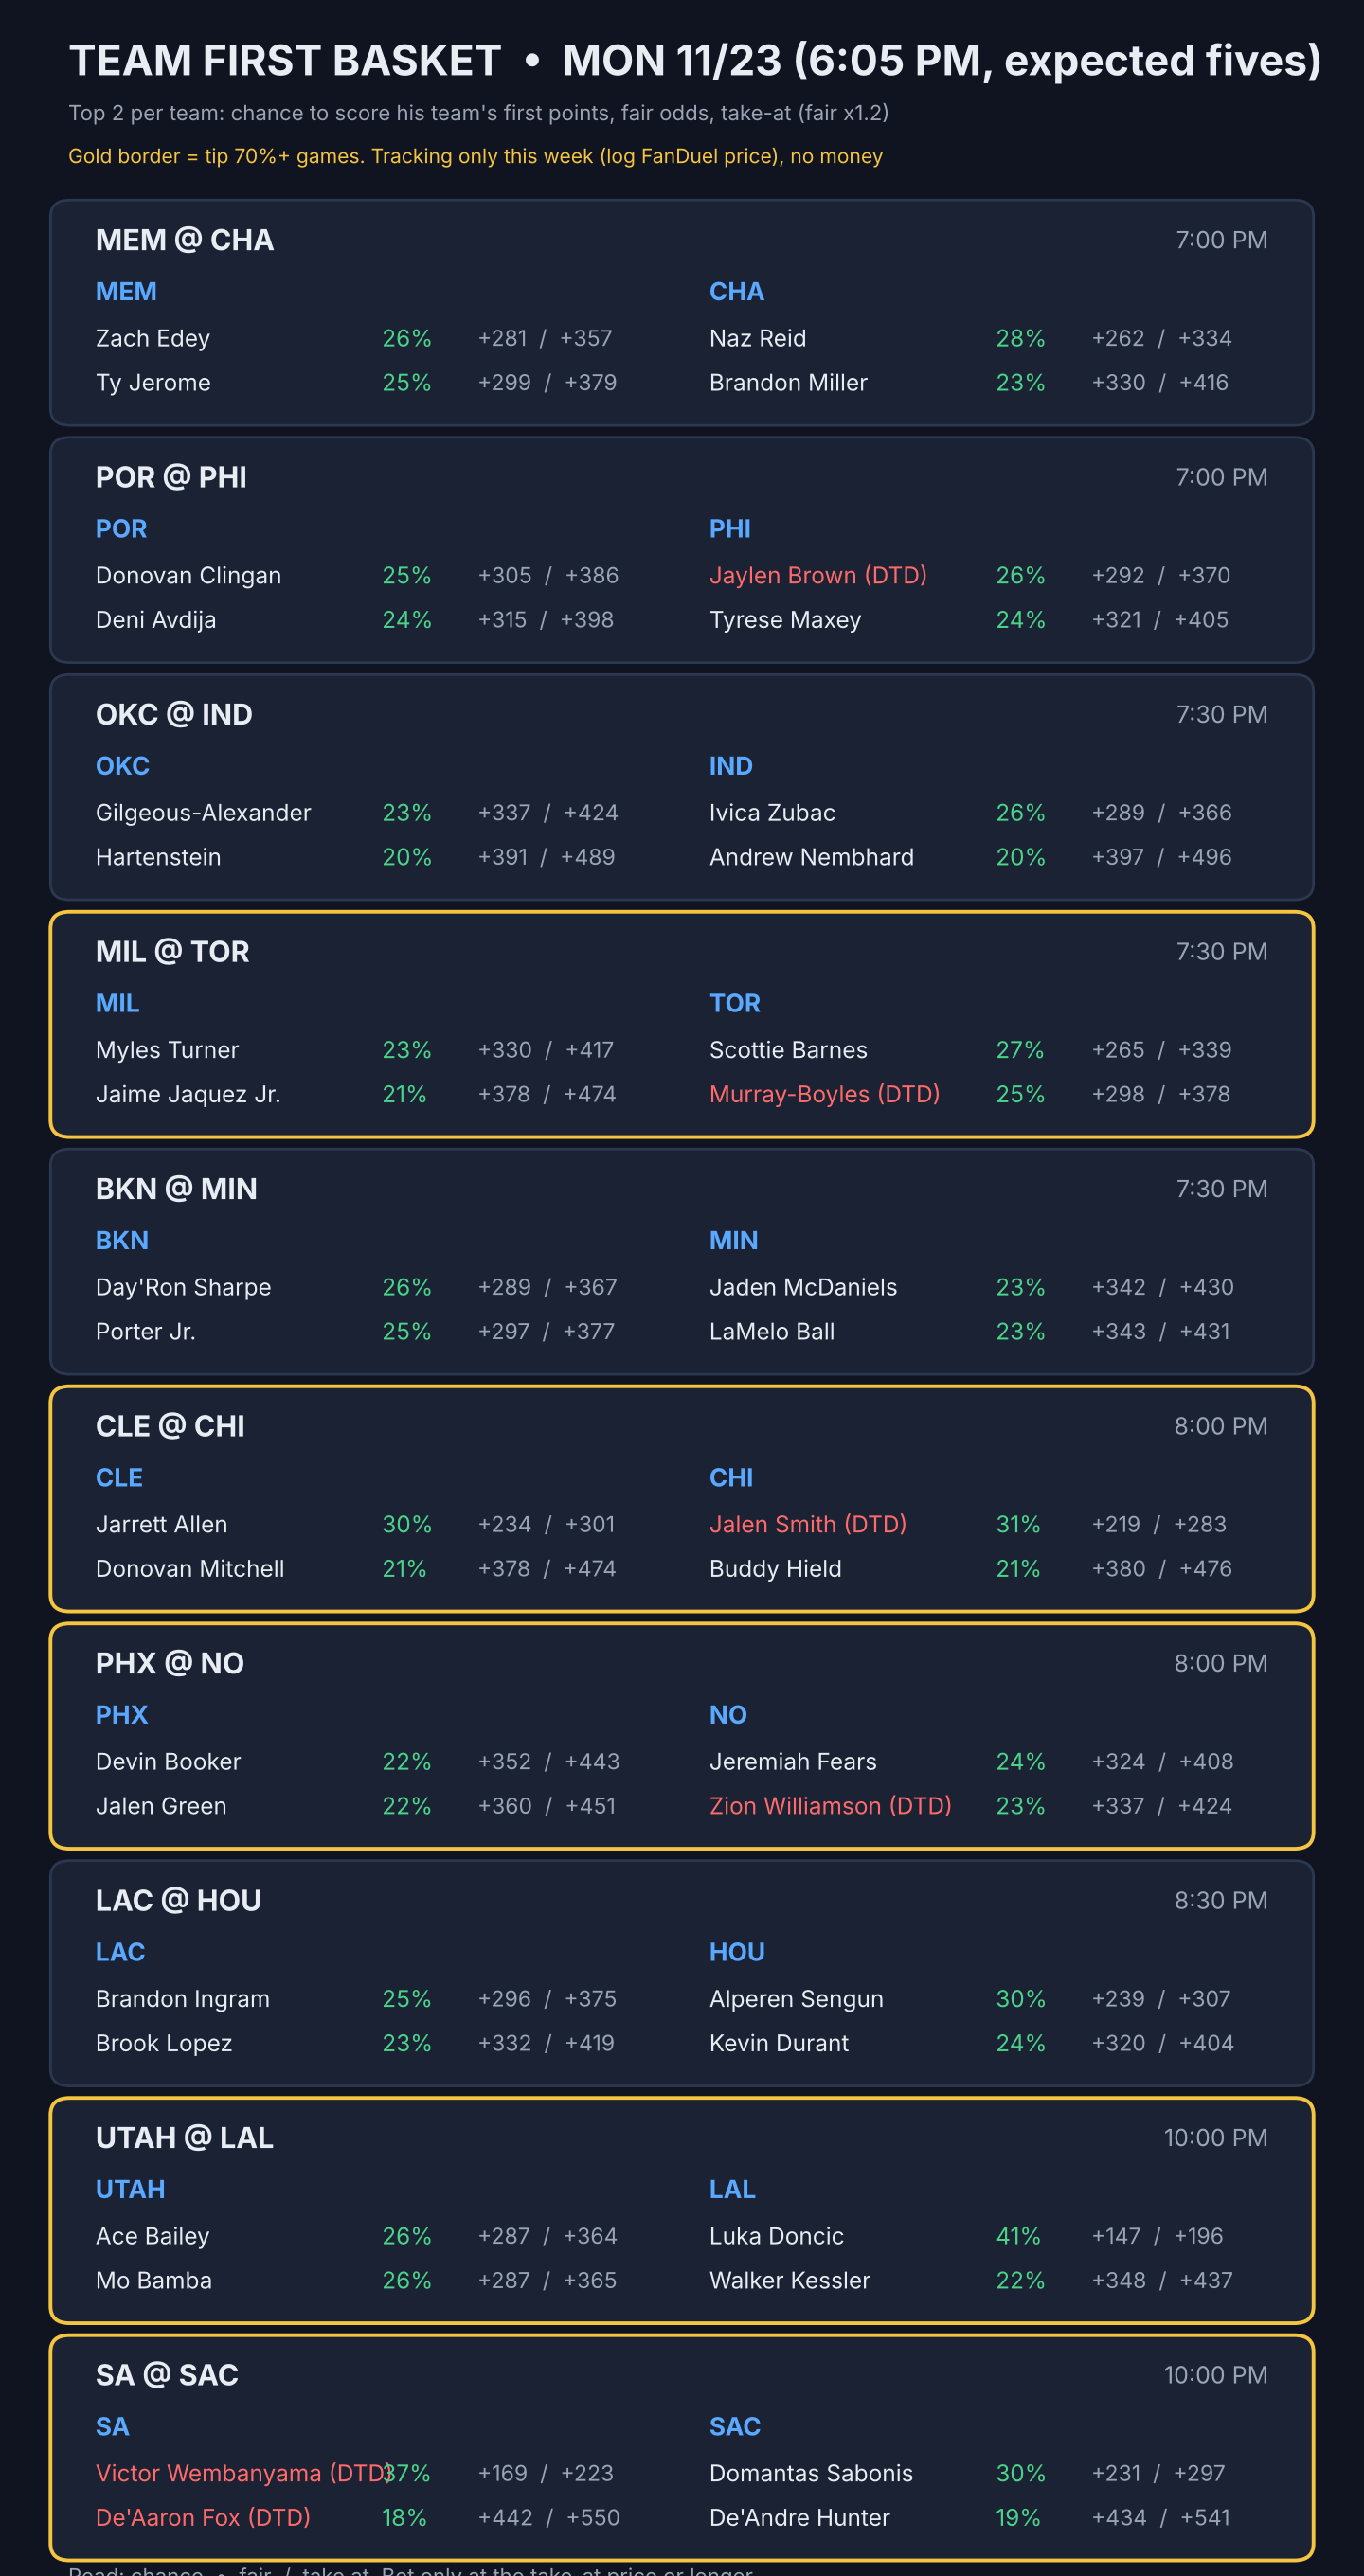 TEAM FIRST BASKET • MON 11/23 (6:05 PM, expected fives)
Top 2 per team: chance to score his team's first points, fair odds, take-at (fair x1.2)
Gold border = tip 70%+ games. Tracking only this week (log FanDuel price), no money
MEM @ CHA 7:00 PM
MEM CHA
Zach Edey 26% +281 / +357 Naz Reid 28% +262 / +334
Ty Jerome 25% +299 / +379 Brandon Miller 23% +330 / +416
POR @ PHI 7:00 PM
POR PHI
Donovan Clingan 25% +305 / +386 Jaylen Brown (DTD) 26% +292 / +370
Deni Avdija 24% +315 / +398 Tyrese Maxey 24% +321 / +405
OKC @ IND 7:30 PM
OKC IND
Gilgeous-Alexander 23% +337 / +424 Ivica Zubac 26% +289 / +366
Hartenstein 20% +391 / +489 Andrew Nembhard 20% +397 / +496
MIL @ TOR 7:30 PM
MIL TOR
Myles Turner 23% +330 / +417 Scottie Barnes 27% +265 / +339
Jaime Jaquez Jr. 21% +378 / +474 Murray-Boyles (DTD) 25% +298 / +378
BKN @ MIN 7:30 PM
BKN MIN
Day'Ron Sharpe 26% +289 / +367 Jaden McDaniels 23% +342 / +430
Porter Jr. 25% +297 / +377 LaMelo Ball 23% +343 / +431
CLE @ CHI 8:00 PM
CLE CHI
Jarrett Allen 30% +234 / +301 Jalen Smith (DTD) 31% +219 / +283
Donovan Mitchell 21% +378 / +474 Buddy Hield 21% +380 / +476
PHX @ NO 8:00 PM
PHX NO
Devin Booker 22% +352 / +443 Jeremiah Fears 24% +324 / +408
Jalen Green 22% +360 / +451 Zion Williamson (DTD) 23% +337 / +424
LAC @ HOU 8:30 PM
LAC HOU
Brandon Ingram 25% +296 / +375 Alperen Sengun 30% +239 / +307
Brook Lopez 23% +332 / +419 Kevin Durant 24% +320 / +404
UTAH @ LAL 10:00 PM
UTAH LAL
Ace Bailey 26% +287 / +364 Luka Doncic 41% +147 / +196
Mo Bamba 26% +287 / +365 Walker Kessler 22% +348 / +437
SA @ SAC 10:00 PM
SA SAC
Victor Wembanyama (DTD) 37% +169 / +223 Domantas Sabonis 30% +231 / +297
De'Aaron Fox (DTD) 18% +442 / +550 De'Andre Hunter 19% +434 / +541
Read: chance • fair / take-at. Bet only at the take-at price or longer